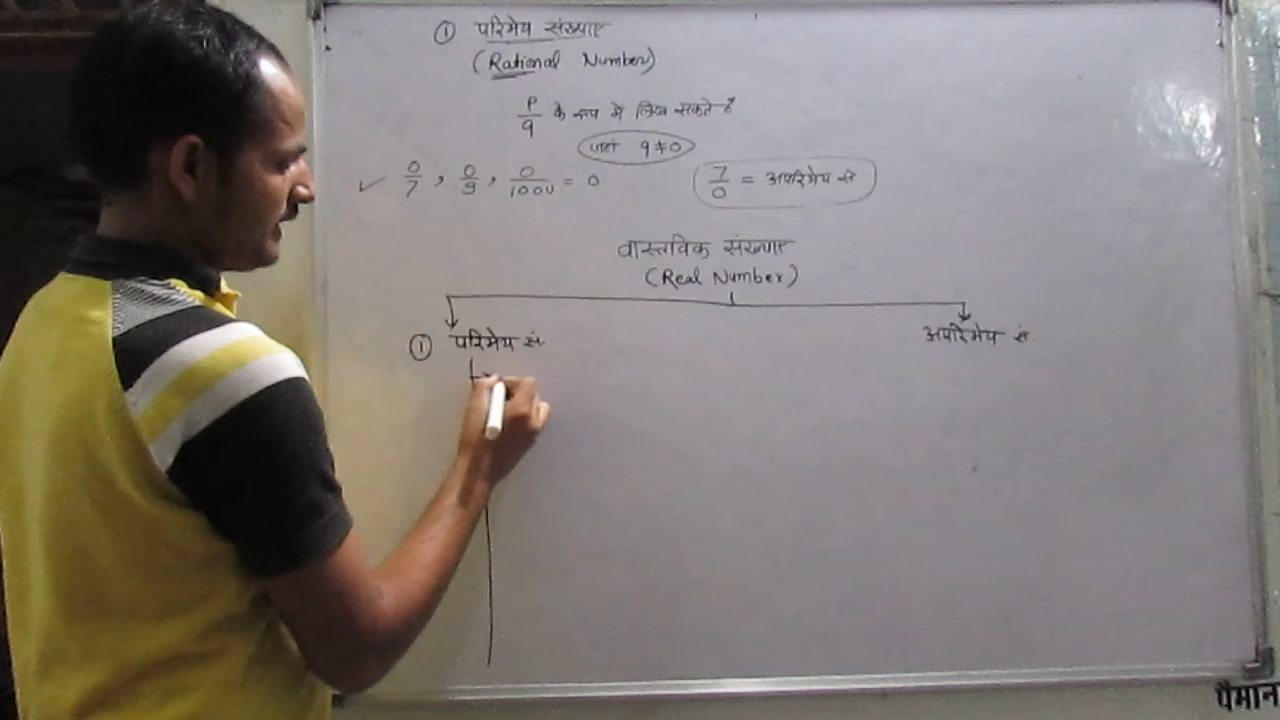 ① परिमेय संख्याए
(Rational Number)
P/q के रूप में लिख सकते हैं
जहां q≠0
✓ 0/7 , 0/9 , 0/1000 = 0
7/0 = अपरिमेय सं
वास्तविक संख्याए
(Real Number)
① परिमेय सं.
अपरिमेय सं.
पैमान